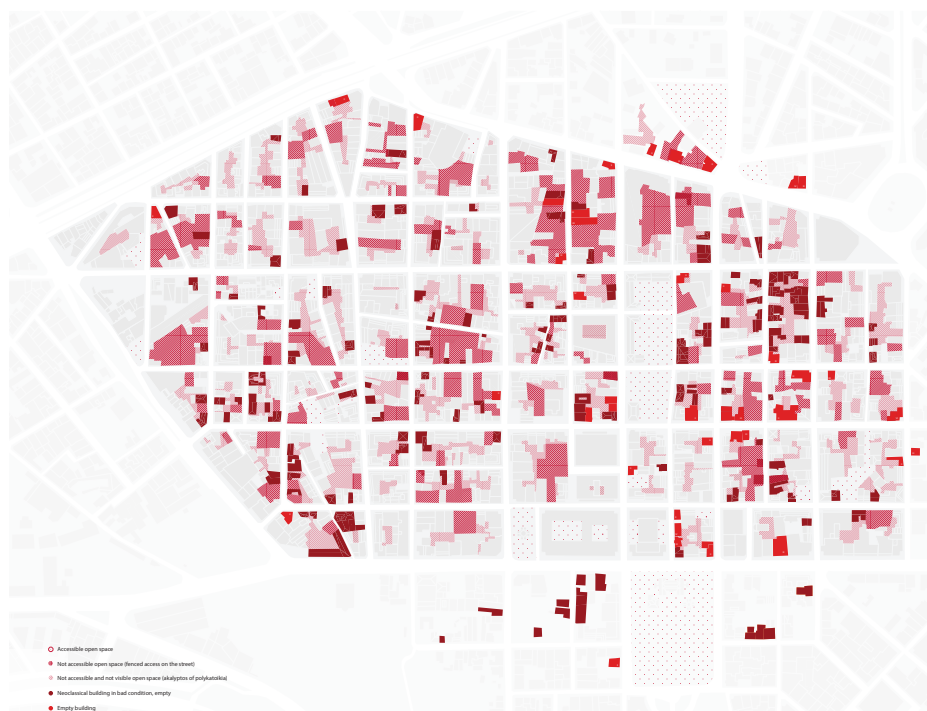 Accessible open space
Not accessible open space (fenced access on the street)
Not accessible and not visible open space (akalyptos of polykatoikia)
Neoclassical building in bad condition, empty
Empty building